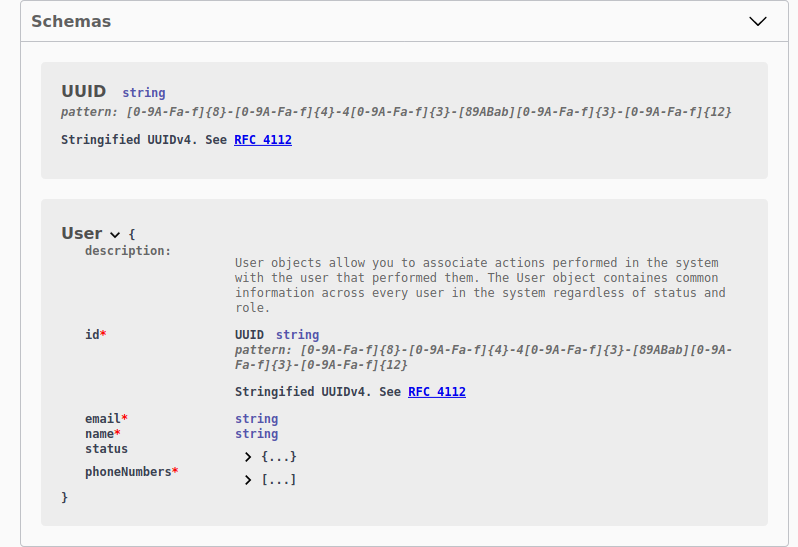 Schemas
UUID string
pattern: [0-9A-Fa-f]{8}-[0-9A-Fa-f]{4}-4[0-9A-Fa-f]{3}-[89ABab][0-9A-Fa-f]{3}-[0-9A-Fa-f]{12}
Stringified UUIDv4. See RFC 4112
User {
description:
User objects allow you to associate actions performed in the system
with the user that performed them. The User object containes common
information across every user in the system regardless of status and
role.
id* UUID string
pattern: [0-9A-Fa-f]{8}-[0-9A-Fa-f]{4}-4[0-9A-Fa-f]{3}-[89ABab][0-9A-
Fa-f]{3}-[0-9A-Fa-f]{12}
Stringified UUIDv4. See RFC 4112
email* string
name* string
status {...}
phoneNumbers* [...]
}